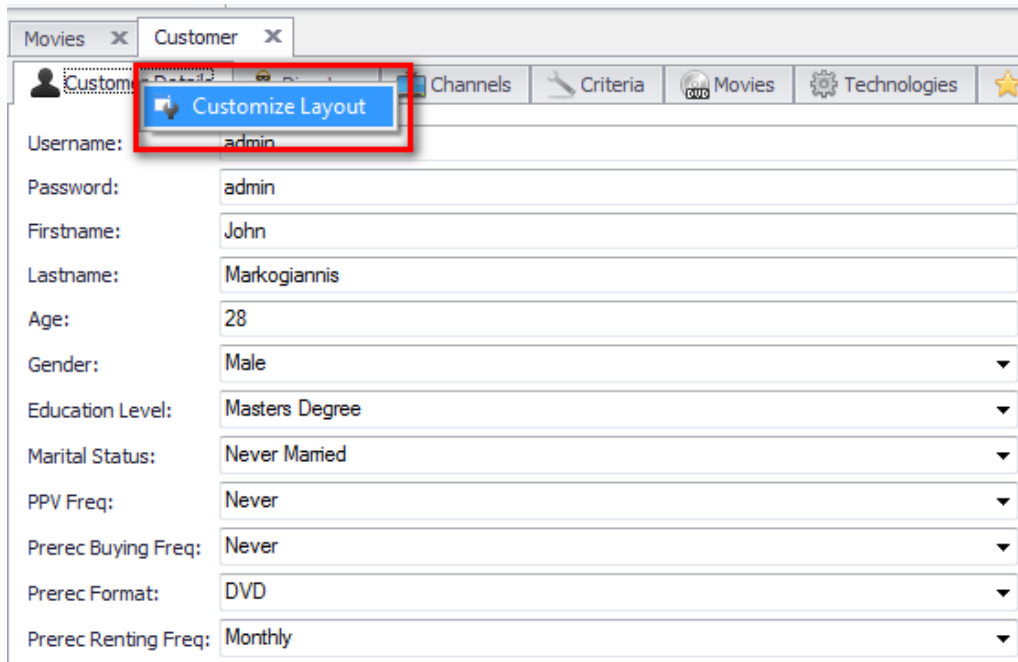 Movies Customer
Customer Details Channels Criteria Movies Technologies
Customize Layout
Username: admin
Password: admin
Firstname: John
Lastname: Markogiannis
Age: 28
Gender: Male
Education Level: Masters Degree
Marital Status: Never Married
PPV Freq: Never
Prerec Buying Freq: Never
Prerec Format: DVD
Prerec Renting Freq: Monthly